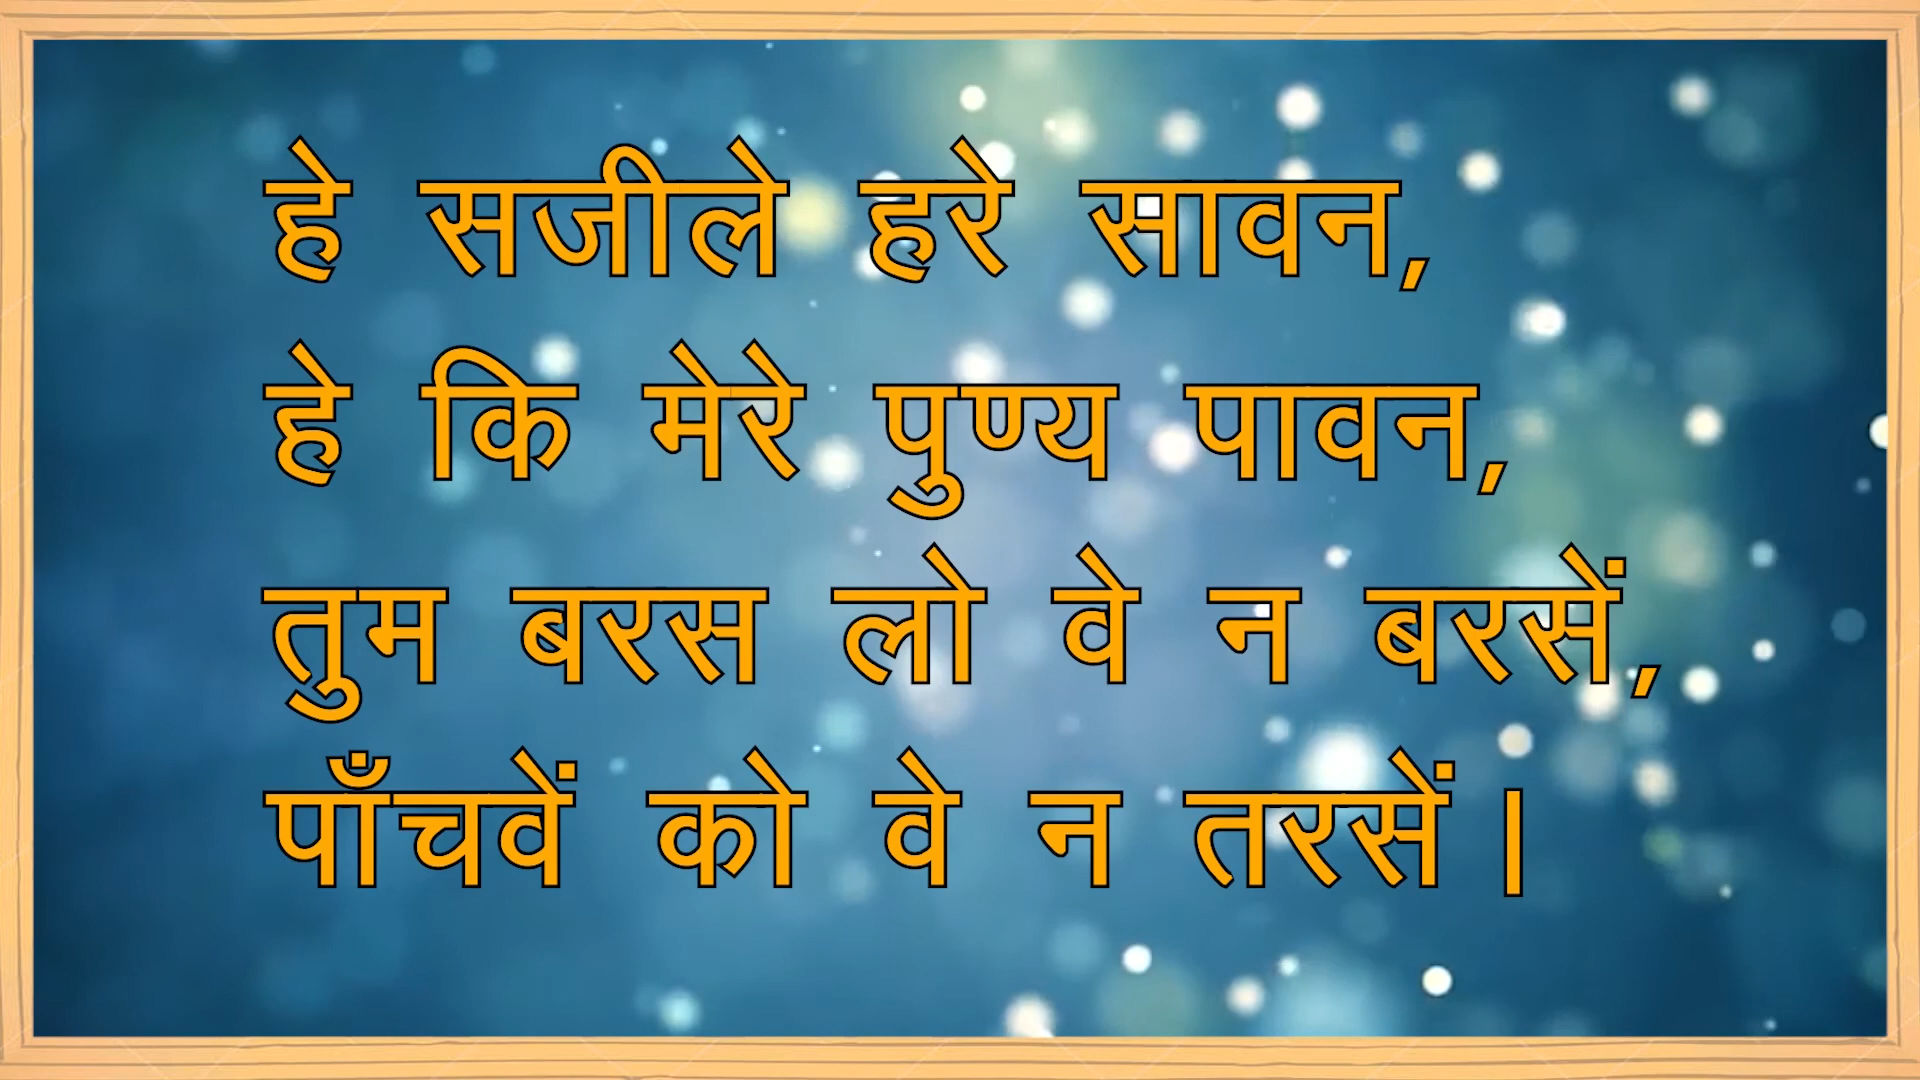 हे सजीले हरे सावन,
हे कि मेरे पुण्य पावन,
तुम बरस लो वे न बरसें,
पाँचवें को वे न तरसें।